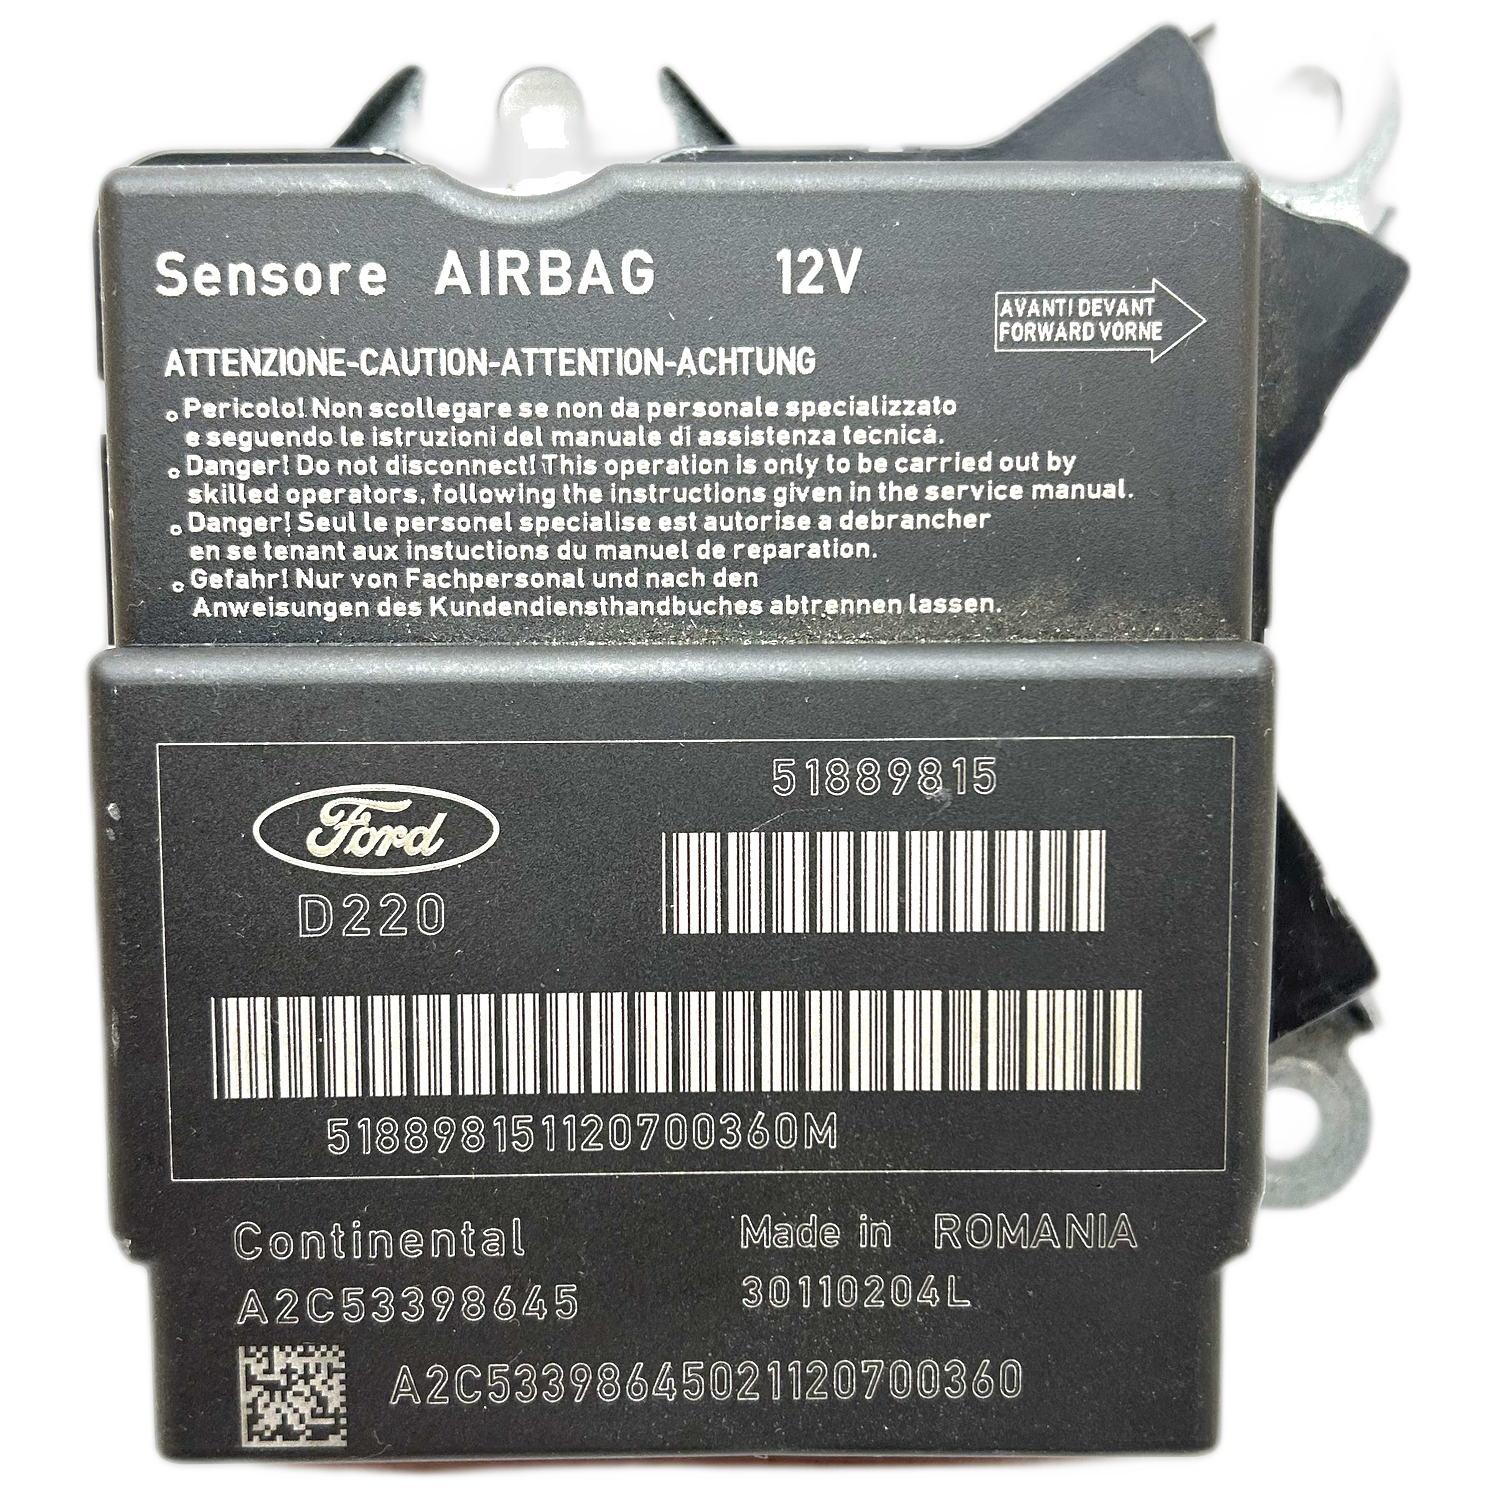 Sensore AIRBAG 12V
AVANTI DEVANT
FORWARD VORNE
ATTENZIONE-CAUTION-ATTENTION-ACHTUNG
Pericolo! Non scollegare se non da personale specializzato
e seguendo le istruzioni del manuale di assistenza tecnica.
Danger! Do not disconnect! This operation is only to be carried out by
skilled operators, following the instructions given in the service manual.
Danger! Seul le personel specialise est autorise a debrancher
en se tenant aux instuctions du manuel de reparation.
Gefahr! Nur von Fachpersonal und nach den
Anweisungen des Kundendiensthandbuches abtrennen lassen.
51889815
Ford
D220
518898151120700360M
Continental
Made in ROMANIA
A2C53398645
30110204L
A2C53398645021120700360